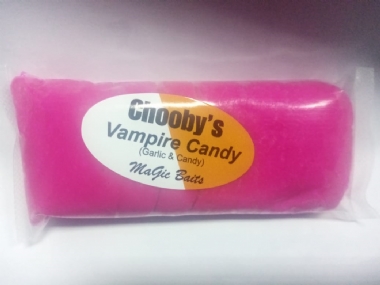 Chooby's
Vampire Candy
(Garlic & Candy)
MaGic Baits